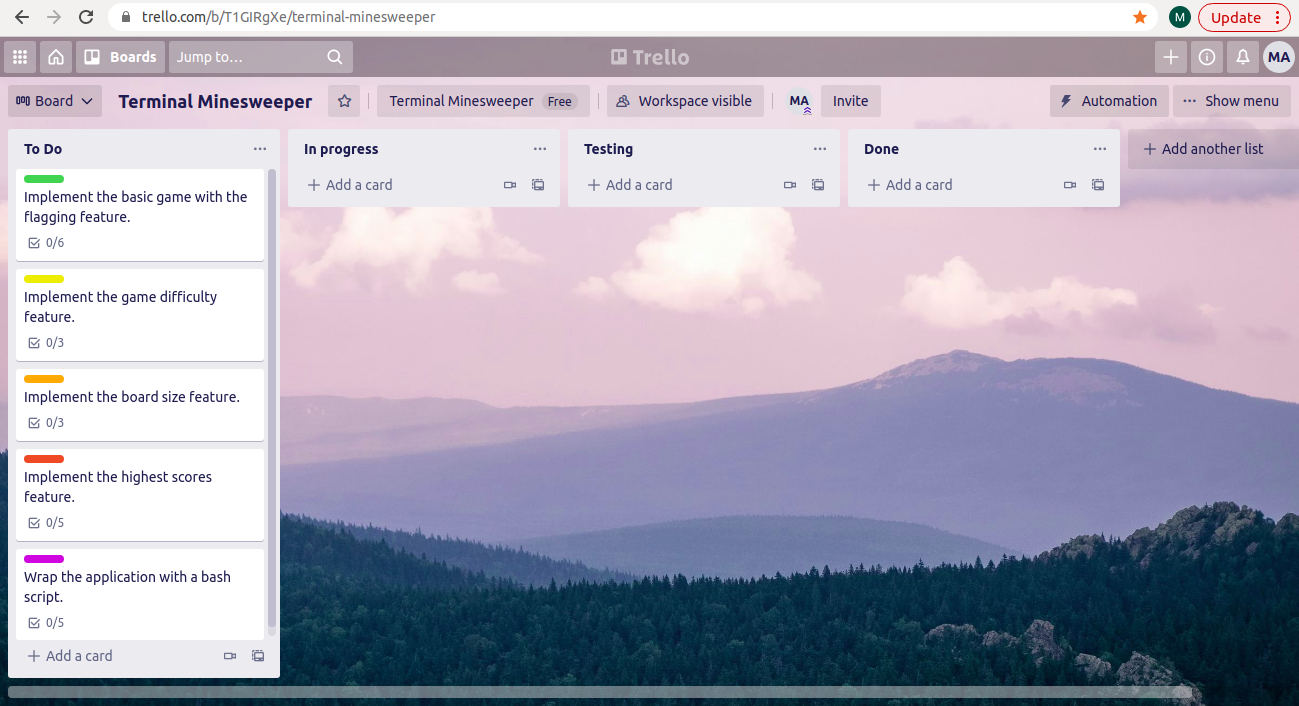 trello.com/b/T1GIRgXe/terminal-minesweeper
M
Update
Boards
Jump to...
Trello
MA
Board
Terminal Minesweeper
Terminal Minesweeper Free
Workspace visible
MA
Invite
Automation
Show menu
To Do
Implement the basic game with the
flagging feature.
0/6
Implement the game difficulty
feature.
0/3
Implement the board size feature.
0/3
Implement the highest scores
feature.
0/5
Wrap the application with a bash
script.
0/5
Add a card
In progress
Add a card
Testing
Add a card
Done
Add a card
Add another list